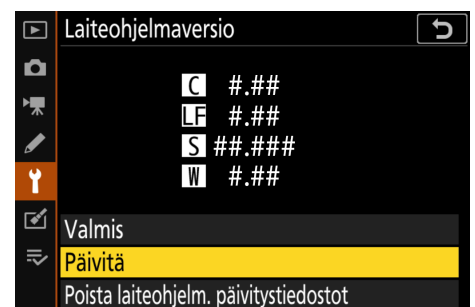 Laiteohjelmaversio
C #.##
LF #.##
S ##.###
W #.##
Valmis
Päivitä
Poista laiteohjelm. päivitystiedostot